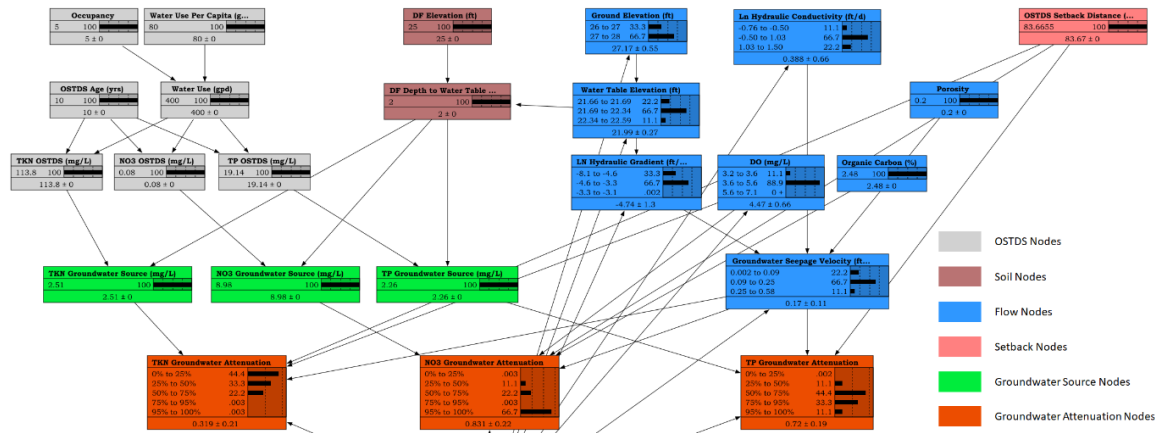 Occupancy
5 100
5 ± 0
Water Use Per Capita (g...
80 100
80 ± 0
DF Elevation (ft)
25 100
25 ± 0
Ground Elevation (ft)
26 to 27 33.3
27 to 28 66.7
27.17 ± 0.55
Ln Hydraulic Conductivity (ft/d)
-0.76 to -0.50 11.1
-0.50 to 1.03 66.7
1.03 to 1.50 22.2
0.388 ± 0.66
OSTDS Setback Distance (...
83.6655 100
83.67 ± 0
OSTDS Age (yrs)
10 100
10 ± 0
Water Use (gpd)
400 100
400 ± 0
DF Depth to Water Table ...
2 100
2 ± 0
Water Table Elevation (ft)
21.66 to 21.69 22.2
21.69 to 22.34 66.7
22.34 to 22.59 11.1
21.99 ± 0.27
Porosity
0.2 100
0.2 ± 0
TKN OSTDS (mg/L)
113.8 100
113.8 ± 0
NO3 OSTDS (mg/L)
0.08 100
0.08 ± 0
TP OSTDS (mg/L)
19.14 100
19.14 ± 0
LN Hydraulic Gradient (ft/...
-8.1 to -4.6 33.3
-4.6 to -3.3 66.7
-3.3 to -3.1 .002
-4.74 ± 1.3
DO (mg/L)
3.2 to 3.6 11.1
3.6 to 5.6 88.9
5.6 to 7.1 0 +
4.47 ± 0.66
Organic Carbon (%)
2.48 100
2.48 ± 0
TKN Groundwater Source (mg/L)
2.51 100
2.51 ± 0
NO3 Groundwater Source (mg/L)
8.98 100
8.98 ± 0
TP Groundwater Source (mg/L)
2.26 100
2.26 ± 0
Groundwater Seepage Velocity (ft...
0.002 to 0.09 22.2
0.09 to 0.25 66.7
0.25 to 0.58 11.1
0.17 ± 0.11
TKN Groundwater Attenuation
0% to 25% 44.4
25% to 50% 33.3
50% to 75% 22.2
75% to 95% .003
95% to 100% .003
0.319 ± 0.21
NO3 Groundwater Attenuation
0% to 25% .003
25% to 50% 11.1
50% to 75% 22.2
75% to 95% .003
95% to 100% 66.7
0.831 ± 0.22
TP Groundwater Attenuation
0% to 25% .002
25% to 50% 11.1
50% to 75% 44.4
75% to 95% 33.3
95% to 100% 11.1
0.72 ± 0.19
OSTDS Nodes
Soil Nodes
Flow Nodes
Setback Nodes
Groundwater Source Nodes
Groundwater Attenuation Nodes